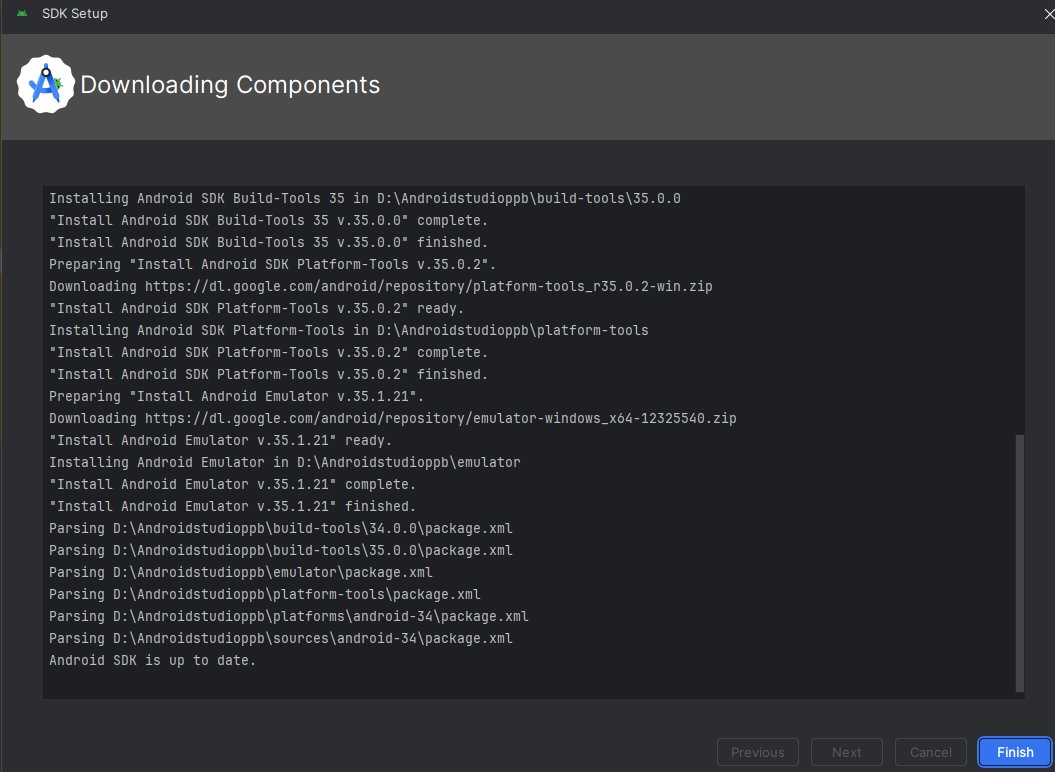 SDK Setup
Downloading Components
Installing Android SDK Build-Tools 35 in D:\Androidstudioppb\build-tools\35.0.0
"Install Android SDK Build-Tools 35 v.35.0.0" complete.
"Install Android SDK Build-Tools 35 v.35.0.0" finished.
Preparing "Install Android SDK Platform-Tools v.35.0.2".
Downloading https://dl.google.com/android/repository/platform-tools_r35.0.2-win.zip
"Install Android SDK Platform-Tools v.35.0.2" ready.
Installing Android SDK Platform-Tools in D:\Androidstudioppb\platform-tools
"Install Android SDK Platform-Tools v.35.0.2" complete.
"Install Android SDK Platform-Tools v.35.0.2" finished.
Preparing "Install Android Emulator v.35.1.21".
Downloading https://dl.google.com/android/repository/emulator-windows_x64-12325540.zip
"Install Android Emulator v.35.1.21" ready.
Installing Android Emulator in D:\Androidstudioppb\emulator
"Install Android Emulator v.35.1.21" complete.
"Install Android Emulator v.35.1.21" finished.
Parsing D:\Androidstudioppb\build-tools\34.0.0\package.xml
Parsing D:\Androidstudioppb\build-tools\35.0.0\package.xml
Parsing D:\Androidstudioppb\emulator\package.xml
Parsing D:\Androidstudioppb\platform-tools\package.xml
Parsing D:\Androidstudioppb\platforms\android-34\package.xml
Parsing D:\Androidstudioppb\sources\android-34\package.xml
Android SDK is up to date.
Previous Next Cancel Finish